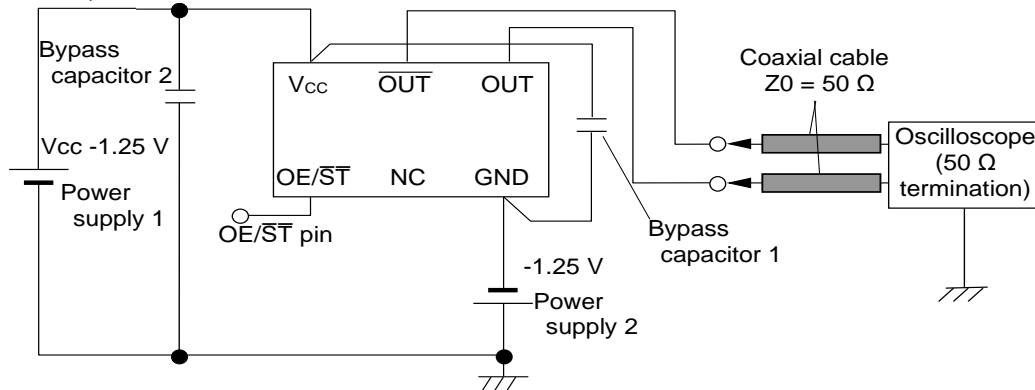 Bypass
capacitor 2
Vcc -1.25 V
Power
supply 1
VCC OUT OUT
OE/ST NC GND
OE/ST pin
-1.25 V
Power
supply 2
Bypass
capacitor 1
Coaxial cable
Z0 = 50 Ω
Oscilloscope
(50 Ω
termination)